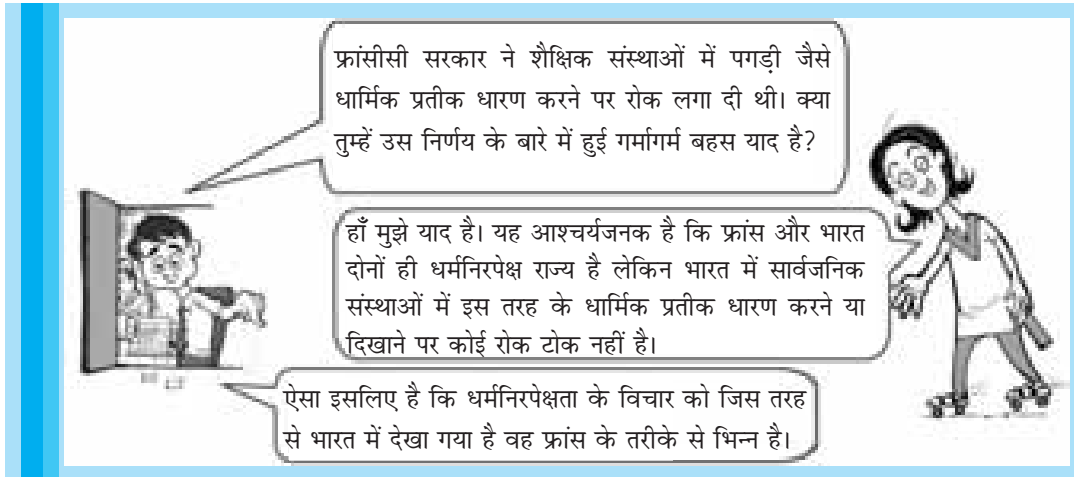 फ्रांसीसी सरकार ने शैक्षिक संस्थाओं में पगड़ी जैसे
धार्मिक प्रतीक धारण करने पर रोक लगा दी थी। क्या
तुम्हें उस निर्णय के बारे में हुई गर्मागर्म बहस याद है?
हाँ मुझे याद है। यह आश्चर्यजनक है कि फ्रांस और भारत
दोनों ही धर्मनिरपेक्ष राज्य है लेकिन भारत में सार्वजनिक
संस्थाओं में इस तरह के धार्मिक प्रतीक धारण करने या
दिखाने पर कोई रोक टोक नहीं है।
ऐसा इसलिए है कि धर्मनिरपेक्षता के विचार को जिस तरह
से भारत में देखा गया है वह फ्रांस के तरीके से भिन्न है।